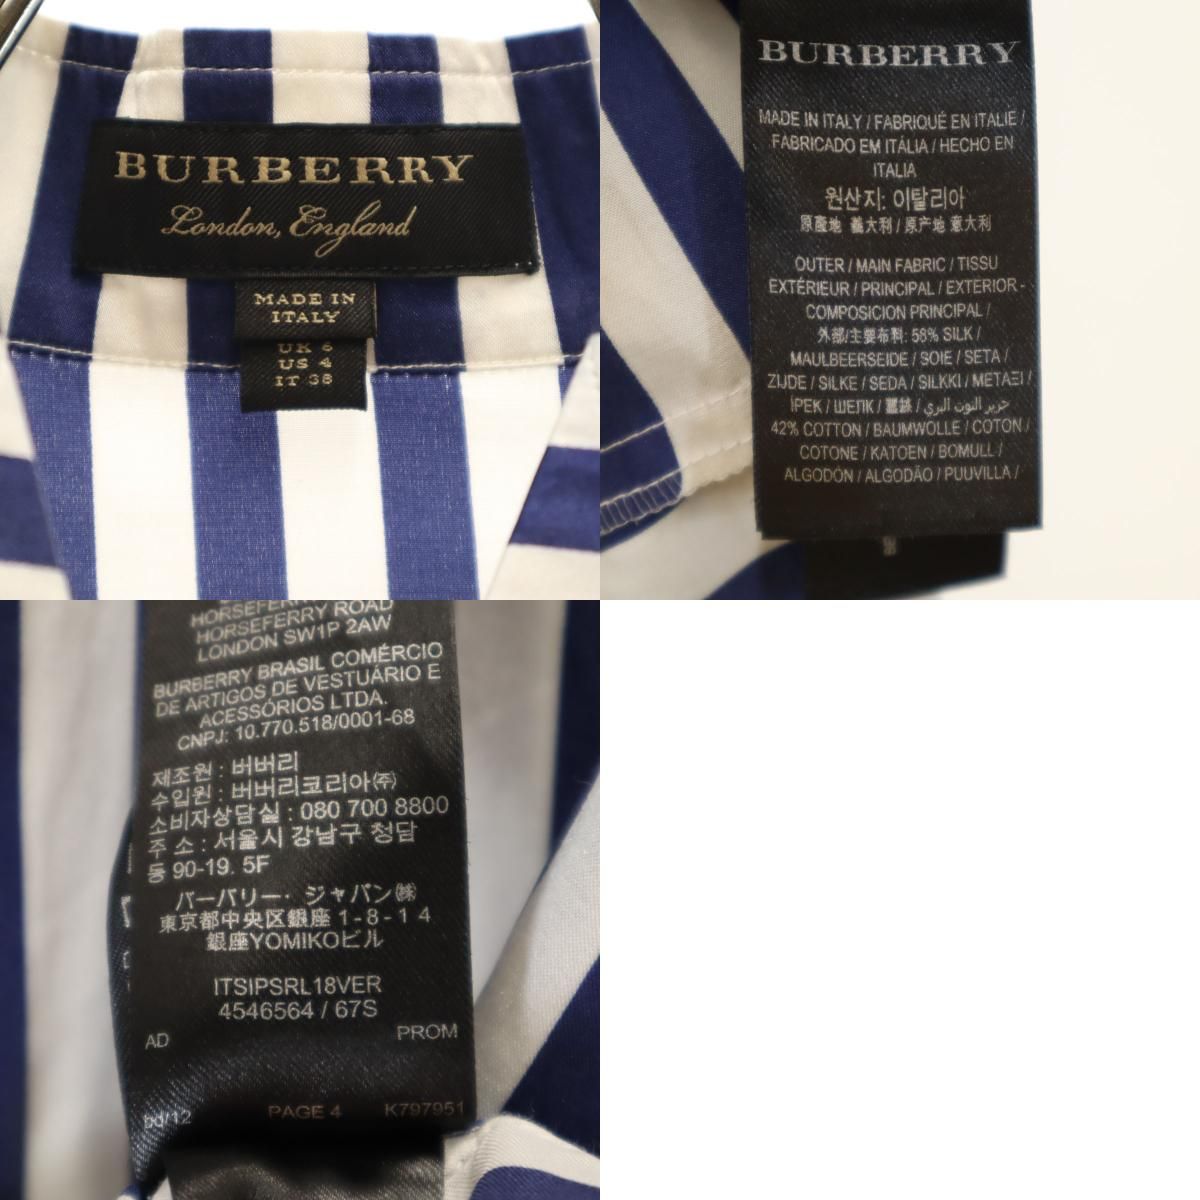 BURBERRY
London, England
MADE IN
ITALY
UK 6
US 4
IT 38
BURBERRY
MADE IN ITALY / FABRIQUÉ EN ITALIE /
FABRICADO EM ITÁLIA / HECHO EN
ITALIA
원산지: 이탈리아
原產地 義大利 / 原产地 意大利
OUTER / MAIN FABRIC / TISSU
EXTÉRIEUR / PRINCIPAL / EXTERIOR -
COMPOSICION PRINCIPAL /
外部/主要布料: 58% SILK /
MAULBEERSEIDE / SOIE / SETA /
ZIJDE / SILKE / SEDA / SILKKI / ΜΕΤΑΞΙ /
İPEK / ШЕЛК / 蠶絲 / حرير التوت البري /
42% COTTON / BAUMWOLLE / COTON /
COTONE / KATOEN / BOMULL /
ALGODÓN / ALGODÃO / PUUVILLA /
HORSEFERRY
HORSEFERRY ROAD
LONDON SW1P 2AW
BURBERRY BRASIL COMÉRCIO
DE ARTIGOS DE VESTUÁRIO E
ACESSÓRIOS LTDA.
CNPJ: 10.770.518/0001-68
제조원 : 버버리
수입원 : 버버리코리아㈜
소비자상담실 : 080 700 8800
주 소 : 서울시 강남구 청담
동 90-19. 5F
バーバリー・ジャパン㈱
東京都中央区銀座 1-8-1 4
銀座YOMIKOビル
ITSIPSRL18VER
4546564 / 67S
AD PROM
bd/12 PAGE 4 K797951